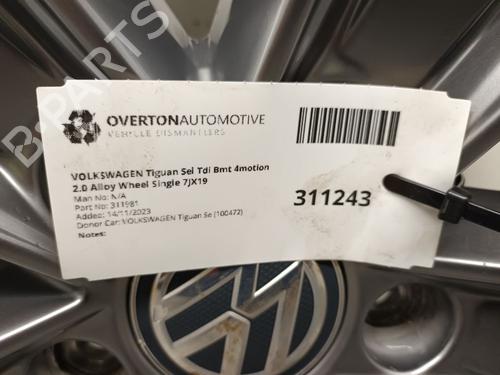 OVERTONAUTOMOTIVE
VEHICLE DISMANTLERS
VOLKSWAGEN Tiguan Sel Tdi Bmt 4motion
2.0 Alloy Wheel Single 7JX19
Man No: N/A
Part No: 311981
Added: 14/11/2023
Donor Car: VOLKSWAGEN Tiguan Se (100472)
Notes:
311243
B-PARTS